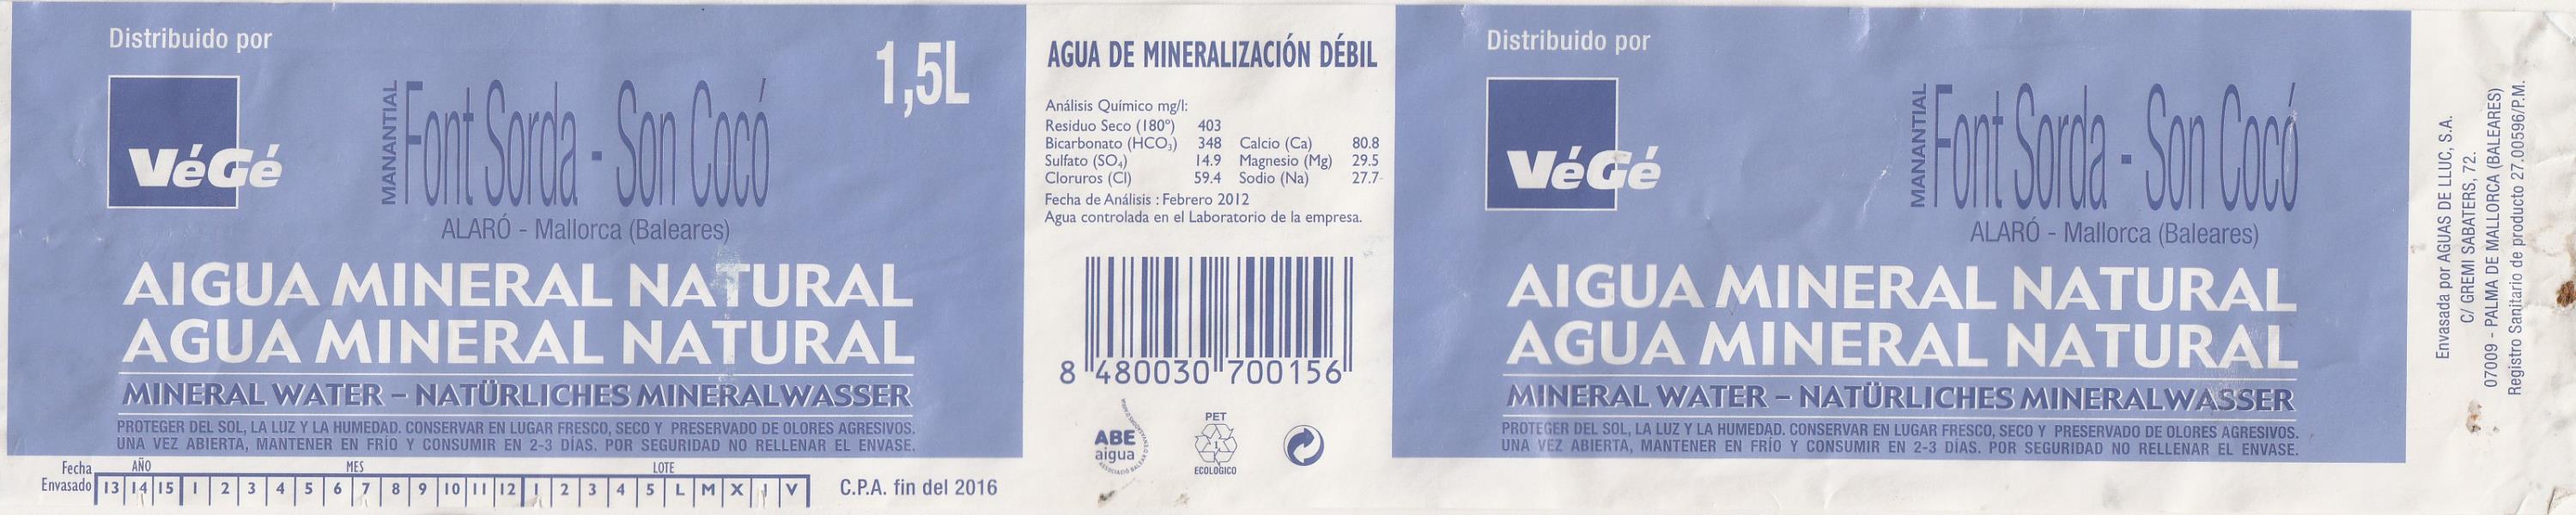 Distribuido por
1,5L
VéGé
MANANTIAL
Font Sorda - Son Cocó
ALARÓ - Mallorca (Baleares)
AIGUA MINERAL NATURAL
AGUA MINERAL NATURAL
MINERAL WATER – NATÜRLICHES MINERALWASSER
PROTEGER DEL SOL, LA LUZ Y LA HUMEDAD. CONSERVAR EN LUGAR FRESCO, SECO Y PRESERVADO DE OLORES AGRESIVOS.
UNA VEZ ABIERTA, MANTENER EN FRÍO Y CONSUMIR EN 2-3 DÍAS. POR SEGURIDAD NO RELLENAR EL ENVASE.
Fecha AÑO MES LOTE
Envasado 13 14 15 1 2 3 4 5 6 7 8 9 10 11 12 1 2 3 4 5 L M X J V C.P.A. fin del 2016
AGUA DE MINERALIZACIÓN DÉBIL
Análisis Químico mg/l:
Residuo Seco (180º) 403
Bicarbonato (HCO₃) 348 Calcio (Ca) 80.8
Sulfato (SO₄) 14.9 Magnesio (Mg) 29.5
Cloruros (Cl) 59.4 Sodio (Na) 27.7
Fecha de Análisis : Febrero 2012
Agua controlada en el Laboratorio de la empresa.
8 480030 700156
ABE
aigua
PET
1
ECOLOGICO
Distribuido por
VéGé
MANANTIAL
Font Sorda - Son Cocó
ALARÓ - Mallorca (Baleares)
AIGUA MINERAL NATURAL
AGUA MINERAL NATURAL
MINERAL WATER – NATÜRLICHES MINERALWASSER
PROTEGER DEL SOL, LA LUZ Y LA HUMEDAD. CONSERVAR EN LUGAR FRESCO, SECO Y PRESERVADO DE OLORES AGRESIVOS.
UNA VEZ ABIERTA, MANTENER EN FRÍO Y CONSUMIR EN 2-3 DÍAS. POR SEGURIDAD NO RELLENAR EL ENVASE.
Envasada por AGUAS DE LLUC, S.A.
C/ GREMI SABATERS, 72.
07009 - PALMA DE MALLORCA (BALEARES)
Registro Sanitario de producto 27.00596/P.M.